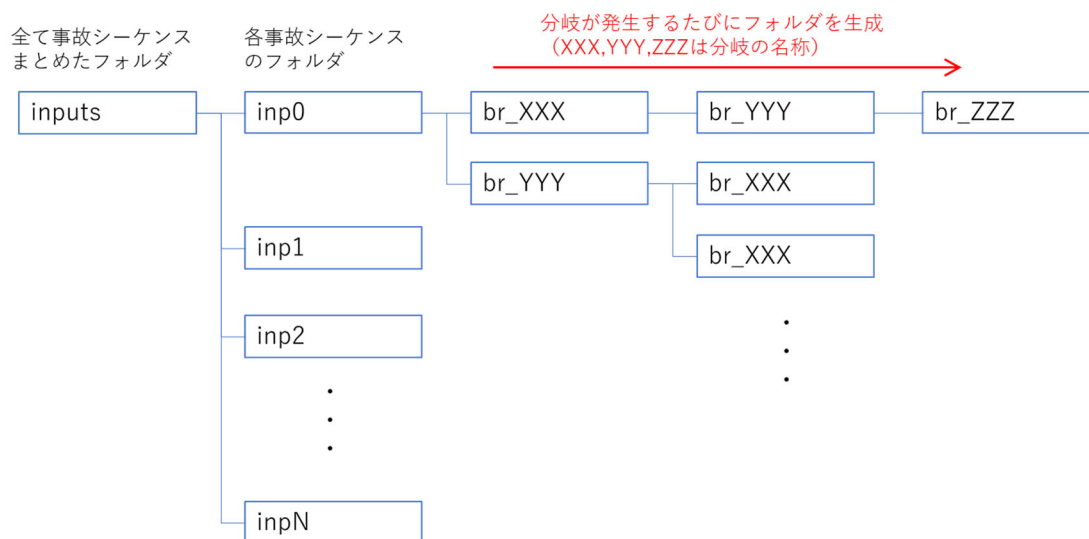 全て事故シーケンス
まとめたフォルダ
各事故シーケンス
のフォルダ
分岐が発生するたびにフォルダを生成
（XXX,YYY,ZZZは分岐の名称）
inputs
inp0
br_XXX
br_YYY
br_ZZZ
br_YYY
br_XXX
inp1
br_XXX
inp2
inpN